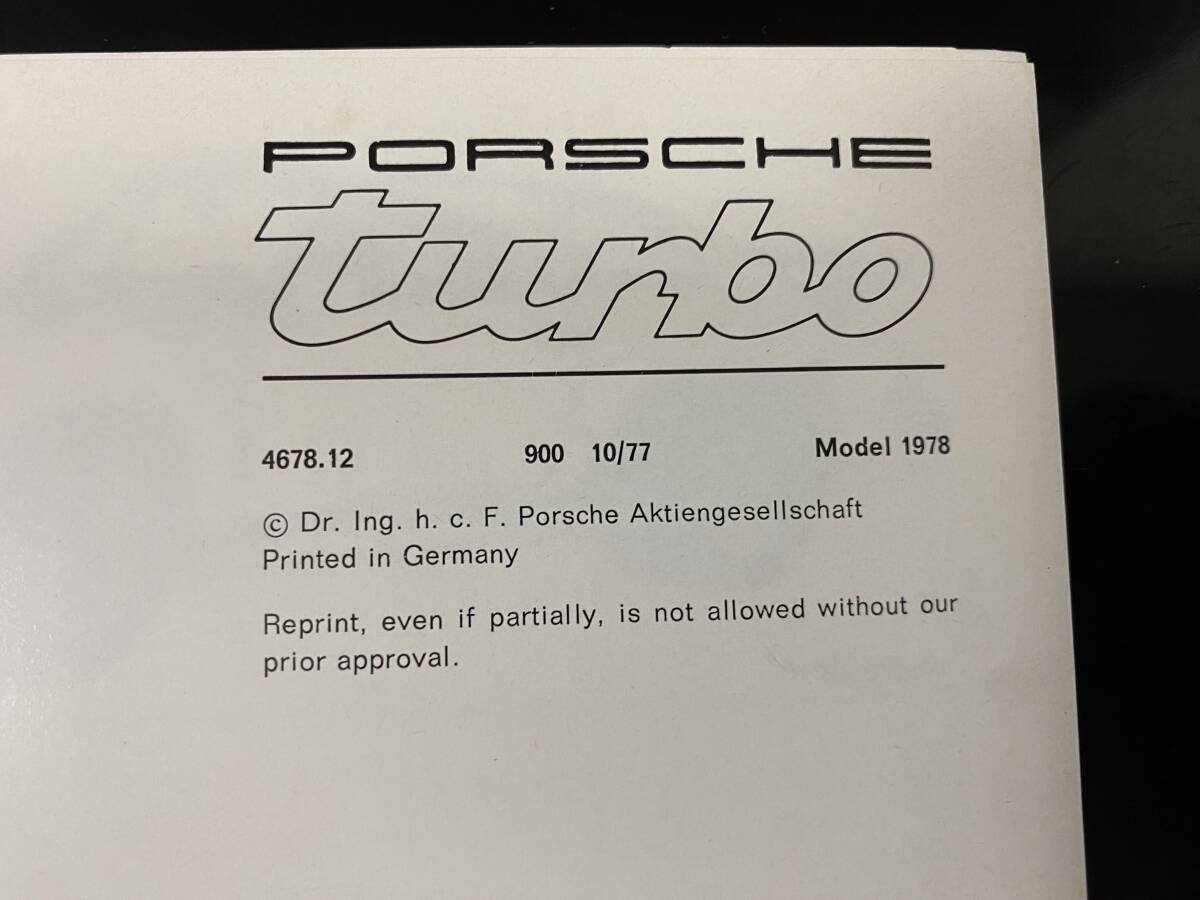 PORSCHE
turbo
4678.12 900 10/77 Model 1978
© Dr. Ing. h. c. F. Porsche Aktiengesellschaft
Printed in Germany
Reprint, even if partially, is not allowed without our
prior approval.